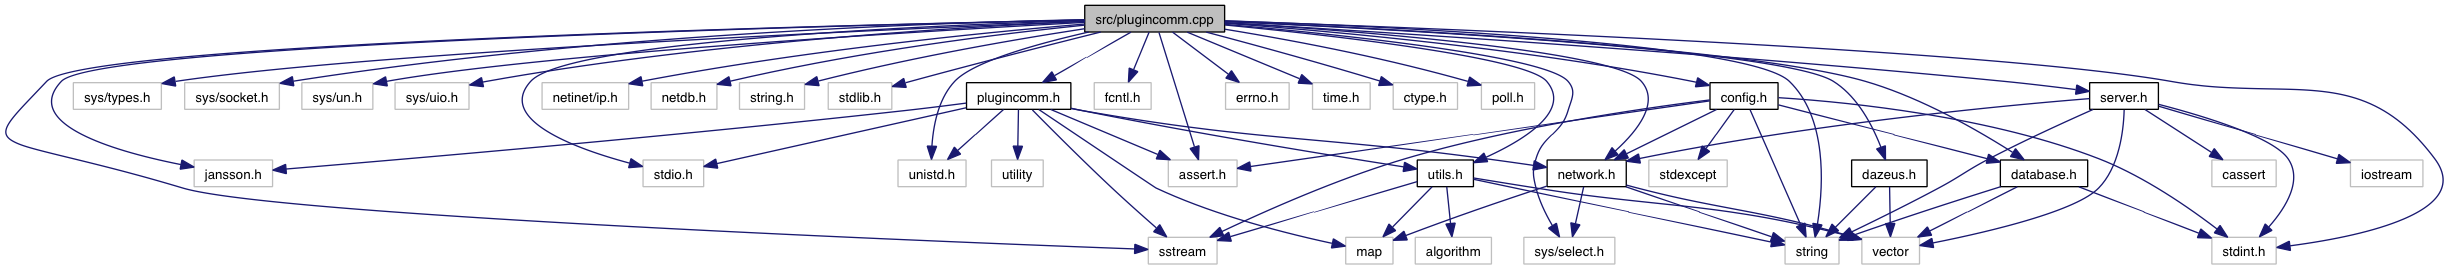 src/plugincomm.cpp
sys/types.h
sys/socket.h
sys/un.h
sys/uio.h
netinet/ip.h
netdb.h
string.h
stdlib.h
plugincomm.h
fcntl.h
errno.h
time.h
ctype.h
poll.h
config.h
server.h
jansson.h
stdio.h
unistd.h
utility
assert.h
utils.h
network.h
stdexcept
dazeus.h
database.h
cassert
iostream
sstream
map
algorithm
sys/select.h
string
vector
stdint.h